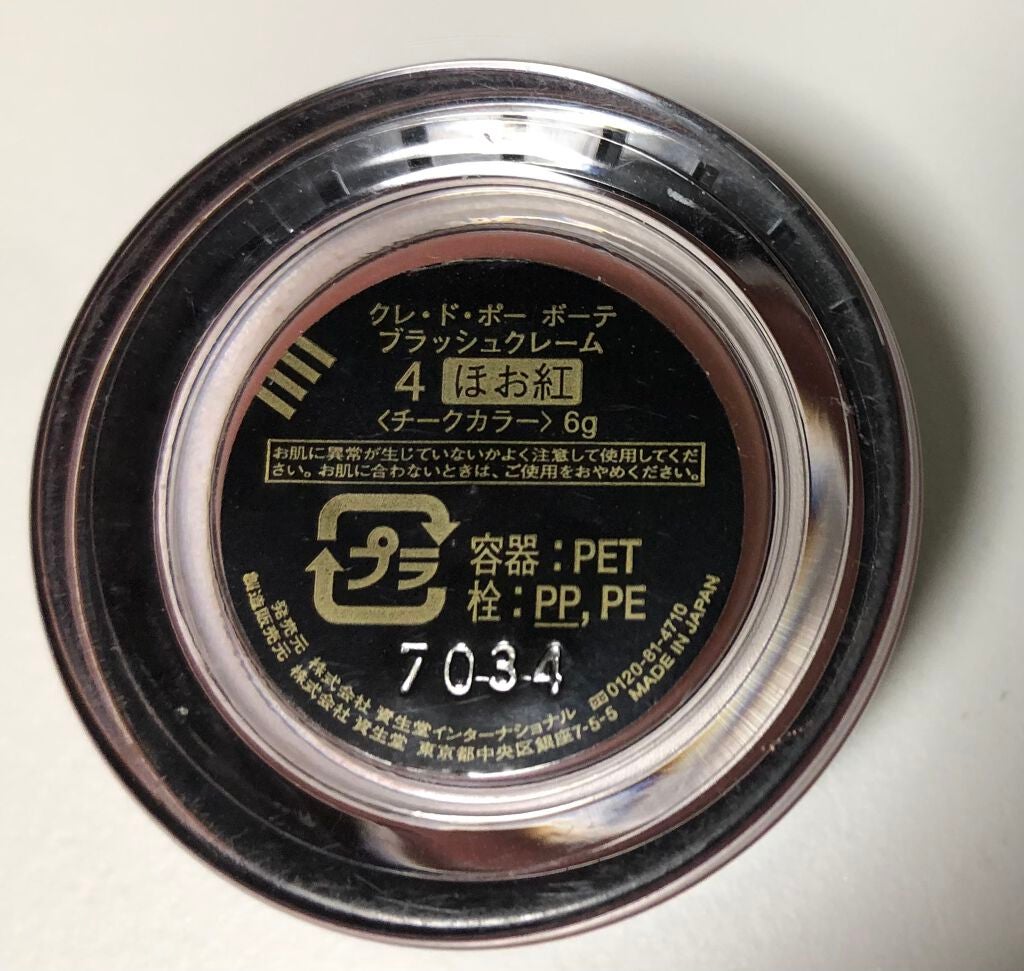 クレ・ド・ポー ボーテ
ブラッシュクレーム
4 ほお紅
〈チークカラー〉6g
お肌に異常が生じていないかよく注意して使用してくだ
さい。お肌に合わないときは、ご使用をおやめください。
プラ
容器：PET
栓：PP, PE
7034
発売元 株式会社 資生堂インターナショナル 0120-81-4710
製造販売元 株式会社 資生堂 東京都中央区銀座7-5-5 MADE IN JAPAN